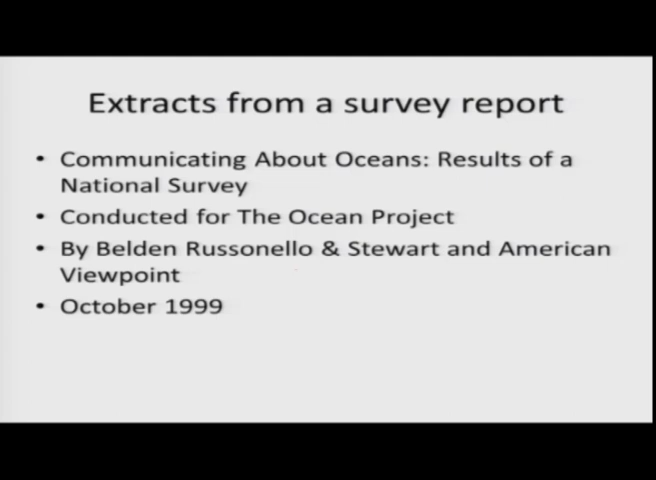 Extracts from a survey report
• Communicating About Oceans: Results of a
National Survey
• Conducted for The Ocean Project
• By Belden Russonello & Stewart and American
Viewpoint
• October 1999